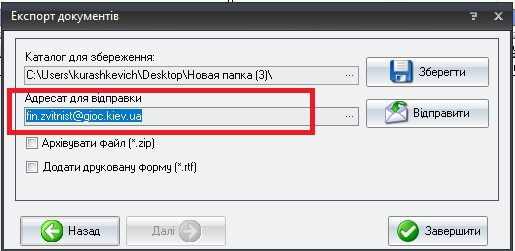 Експорт документів
Каталог для збереження:
C:\Users\kurashkevich\Desktop\Новая папка (3)\ ...
Зберегти
Адресат для відправки
fin.zvitnist@gioc.kiev.ua ...
Відправити
Архівувати файл (*.zip)
Додати друковану форму (*.rtf)
Назад
Далі
Завершити